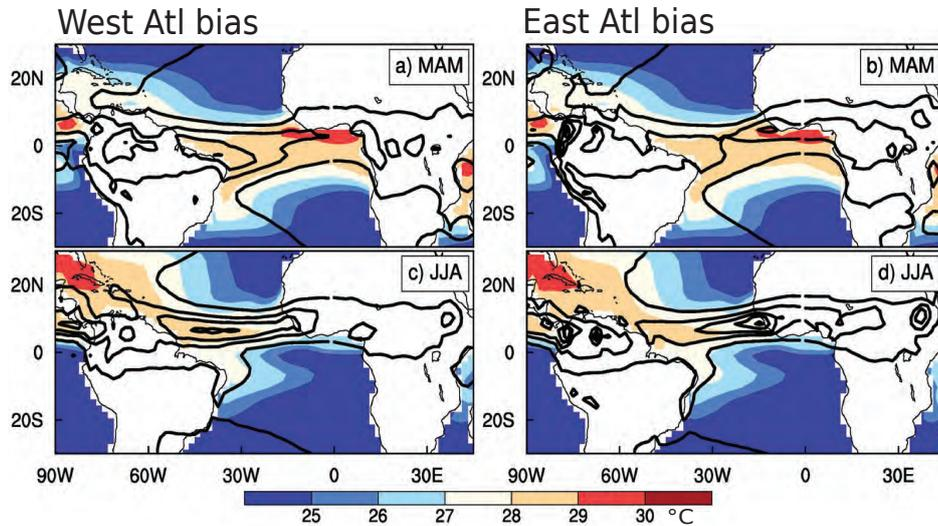 West Atl bias East Atl bias
a) MAM b) MAM
20N 20N
0 0
20S 20S
c) JJA d) JJA
20N 20N
0 0
20S 20S
90W 60W 30W 0 30E 90W 60W 30W 0 30E
25 26 27 28 29 30 °C